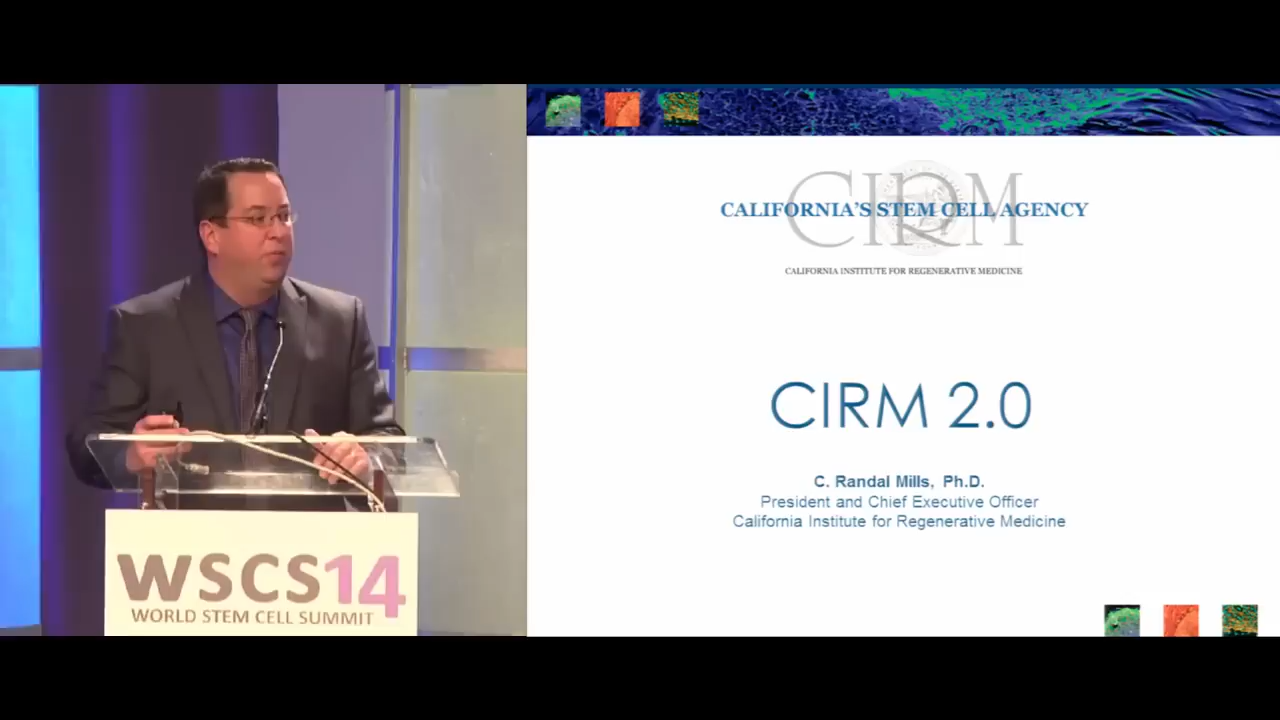 WSCS14
WORLD STEM CELL SUMMIT
CIRM
CALIFORNIA'S STEM CELL AGENCY
CALIFORNIA INSTITUTE FOR REGENERATIVE MEDICINE
CIRM 2.0
C. Randal Mills, Ph.D.
President and Chief Executive Officer
California Institute for Regenerative Medicine